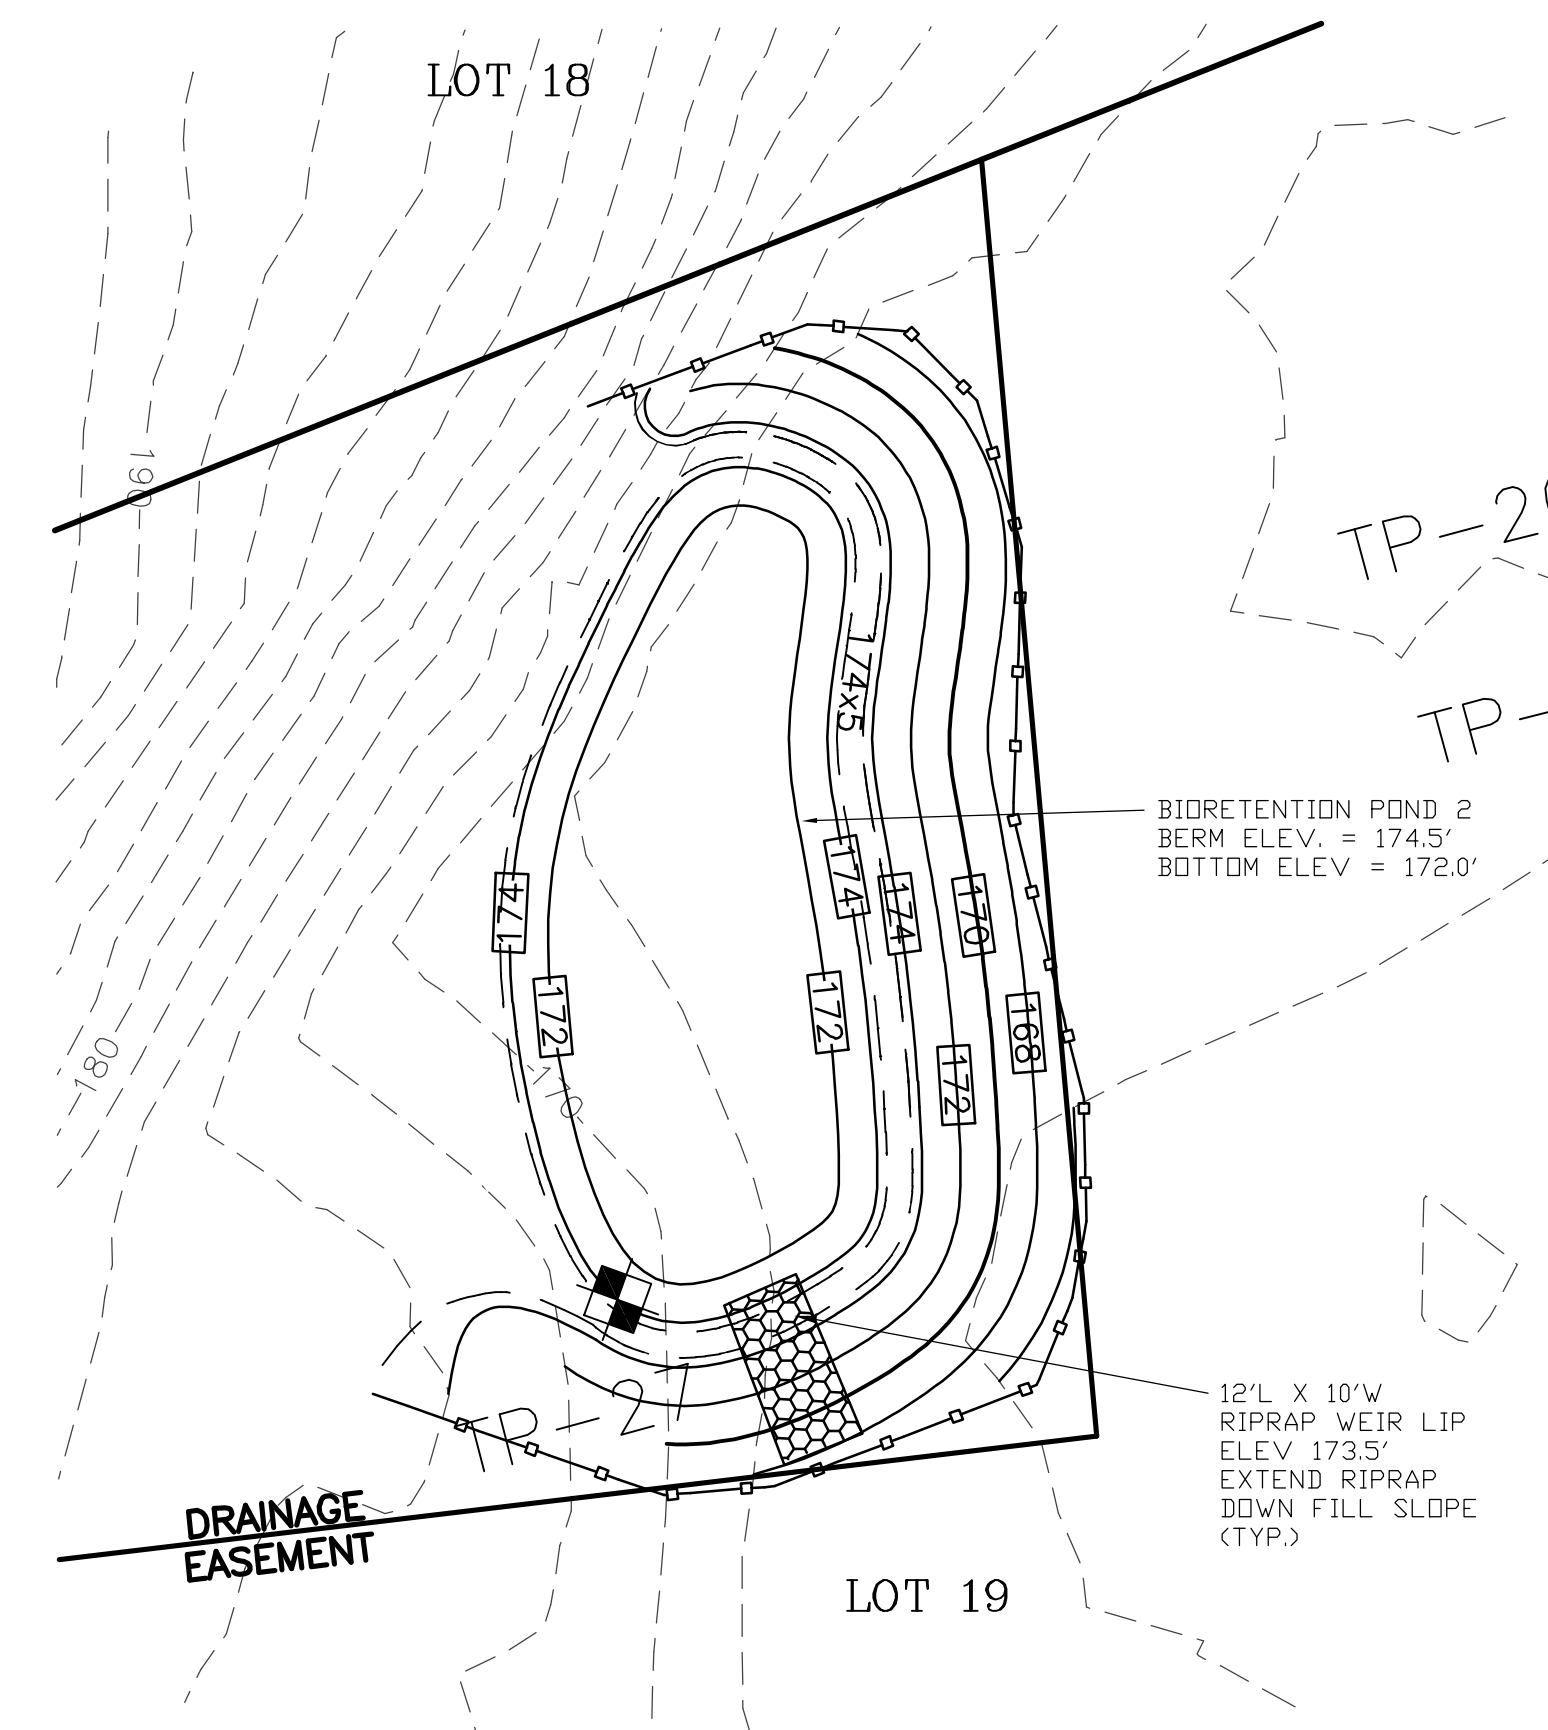 LOT 18
190
TP-2
174x5
TP-
BIORETENTION POND 2
BERM ELEV. = 174.5'
BOTTOM ELEV = 172.0'
174
174
174
170
172
172
168
172
180
170
TP-27
12'L X 10'W
RIPRAP WEIR LIP
ELEV 173.5'
EXTEND RIPRAP
DOWN FILL SLOPE
(TYP.)
DRAINAGE
EASEMENT
LOT 19